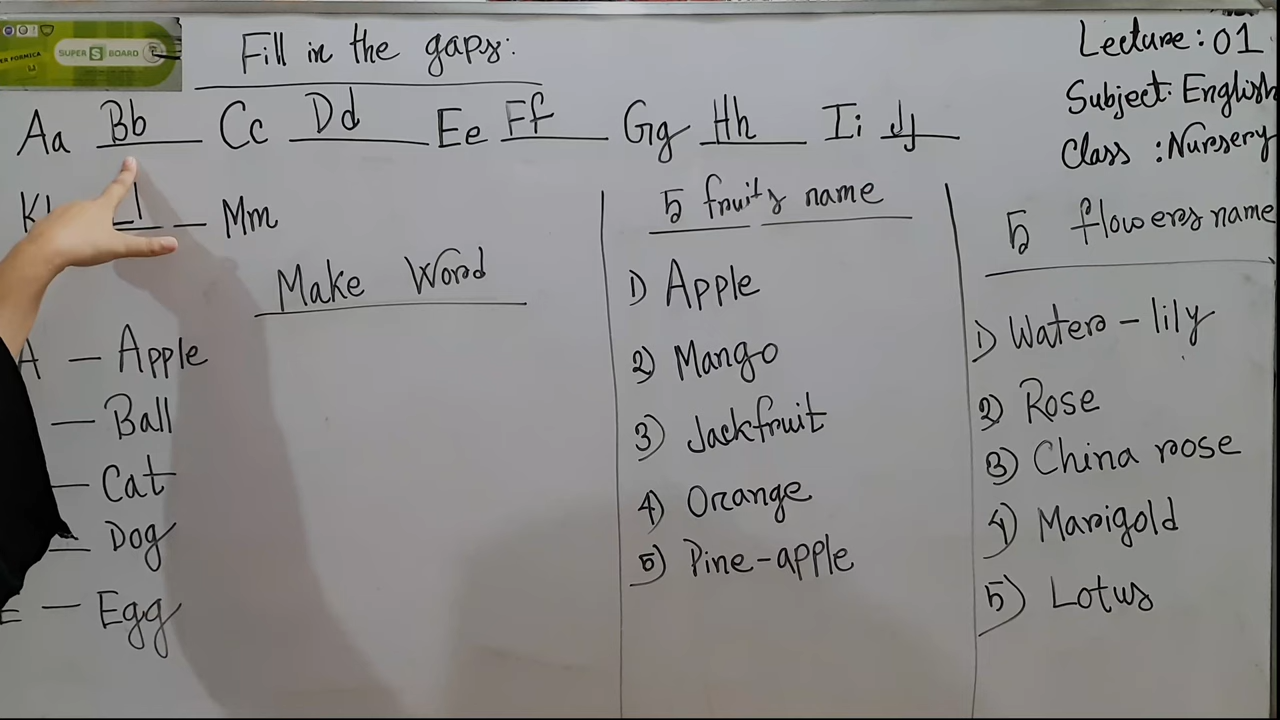 SUPER S BOARD
ER FORMICA
Fill in the gaps:
Lecture: 01
Subject: English
Class : Nursery
Aa Bb Cc Dd Ee Ff Gg Hh Ii Jj
Mm
Make Word
A — Apple
— Ball
— Cat
— Dog
E — Egg
5 fruits name
1) Apple
2) Mango
3) Jackfruit
4) Orange
5) Pine-apple
5 flowers name
1) Water-lily
2) Rose
3) China rose
4) Marigold
5) Lotus